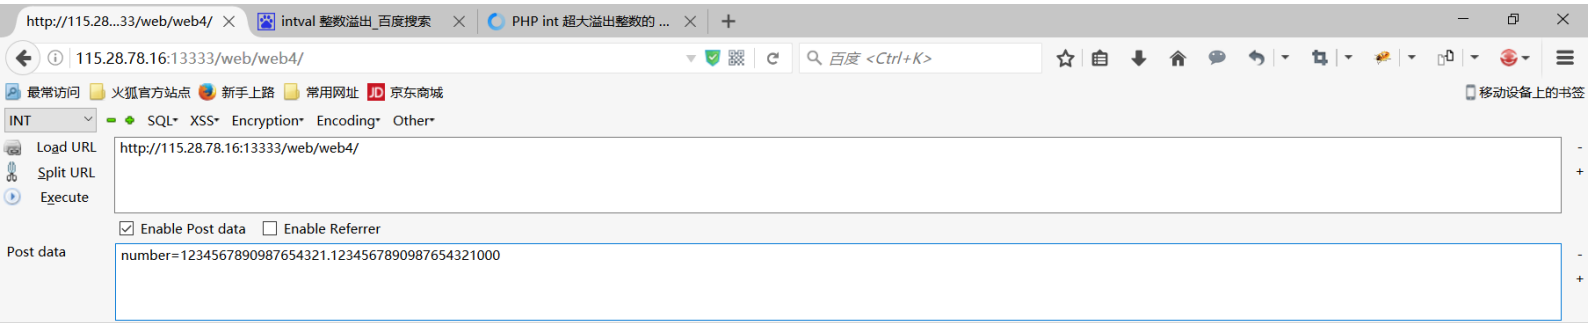 http://115.28...33/web/web4/ × intval 整数溢出_百度搜索 × PHP int 超大溢出整数的 ... × +
115.28.78.16:13333/web/web4/ 百度 <Ctrl+K>
最常访问 火狐官方站点 新手上路 常用网址 JD 京东商城 移动设备上的书签
INT SQL XSS Encryption Encoding Other
Load URL http://115.28.78.16:13333/web/web4/ -
Split URL +
Execute
Enable Post data Enable Referrer
Post data number=1234567890987654321.1234567890987654321000 -
+